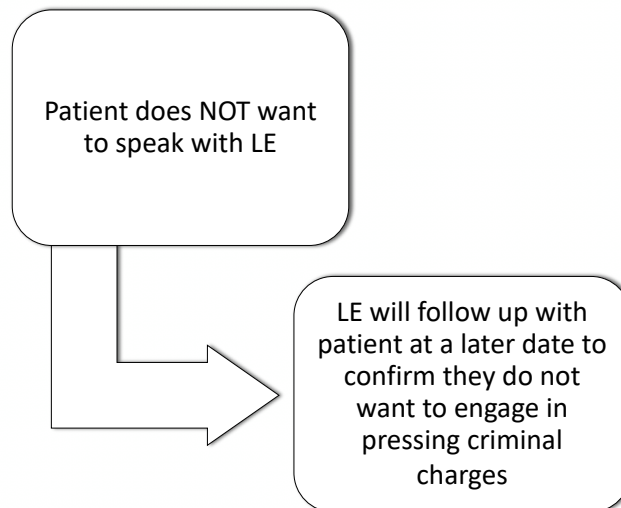 Patient does NOT want
to speak with LE
LE will follow up with
patient at a later date to
confirm they do not
want to engage in
pressing criminal
charges